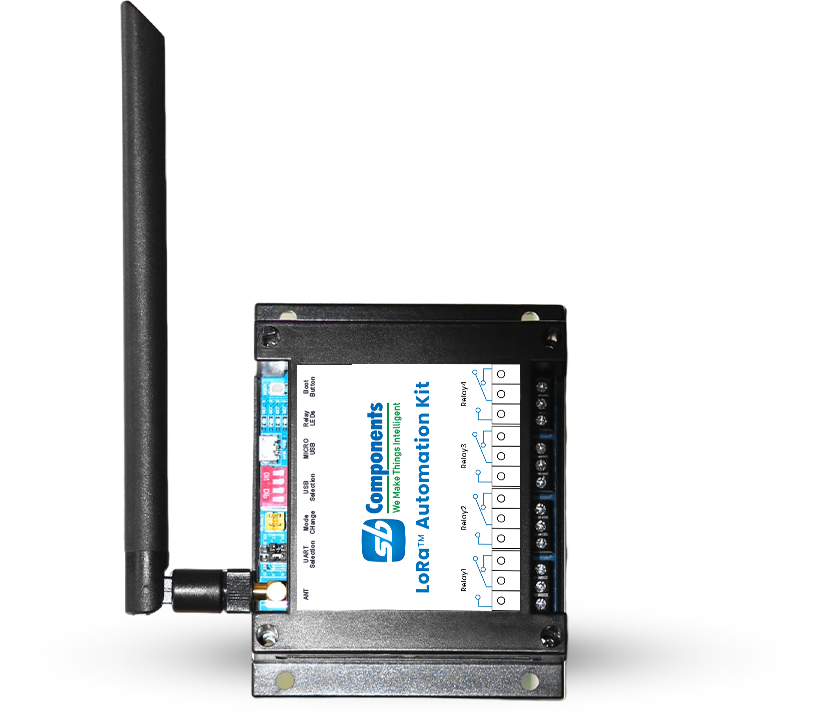 Boot
Button
Relay
LEDs
MICRO
USB
USB
Selection
Mode
CHange
UART
Selection
ANT
sb Components
We Make Things Intelligent
LoRa™ Automation Kit
Relay4
Relay3
Relay2
Relay1